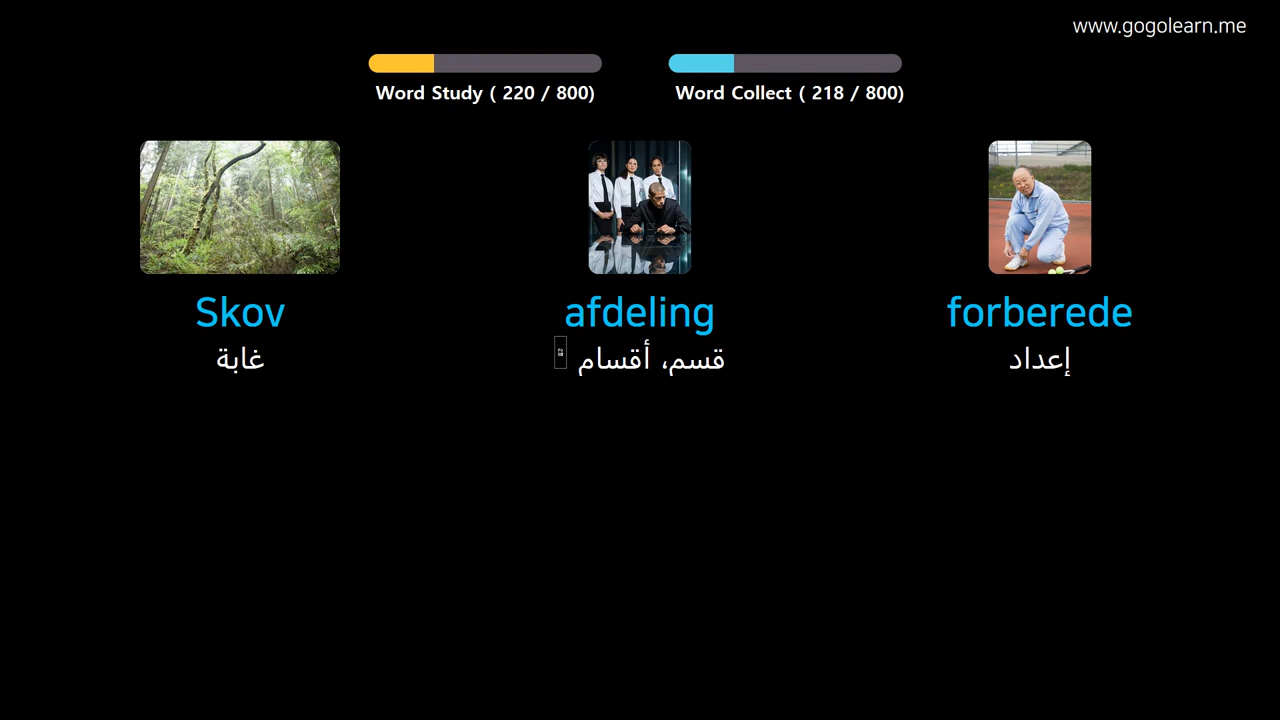 www.gogolearn.me
Word Study ( 220 / 800)
Word Collect ( 218 / 800)
Skov
غابة
afdeling
قسم، أقسام
forberede
إعداد